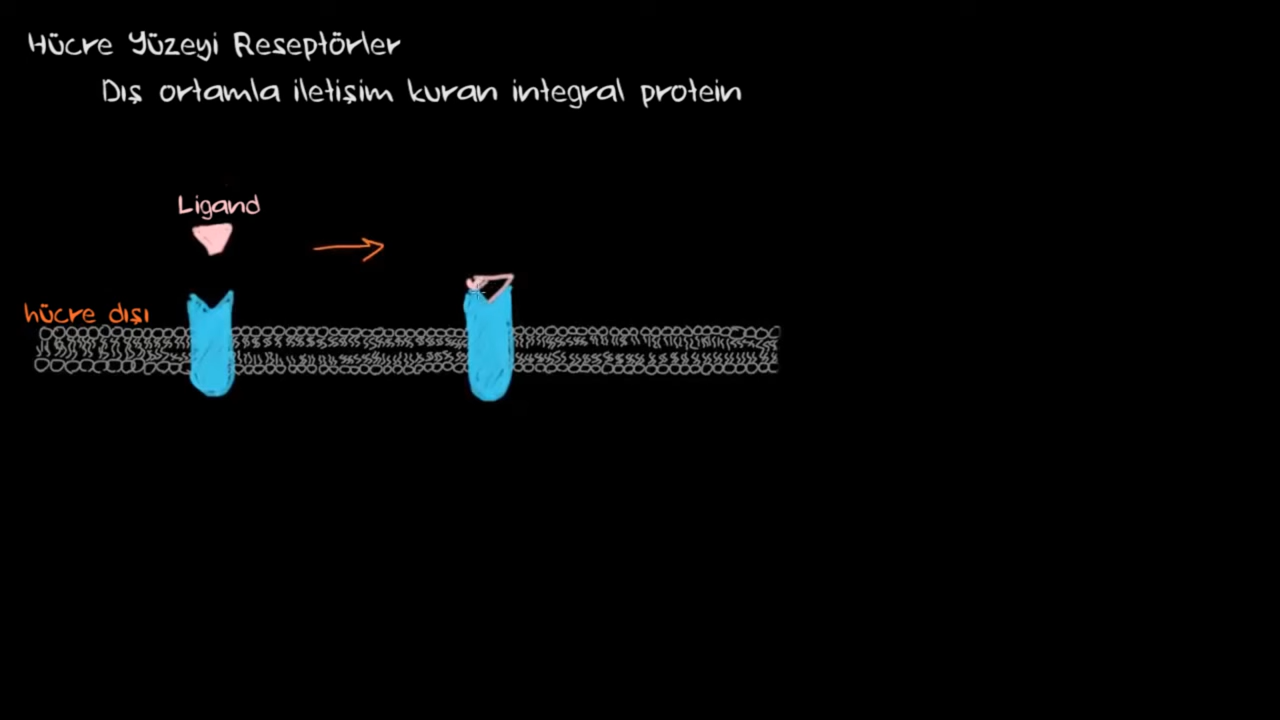 Hücre Yüzeyi Reseptörler
Dış ortamla iletişim kuran integral protein
Ligand
hücre dışı